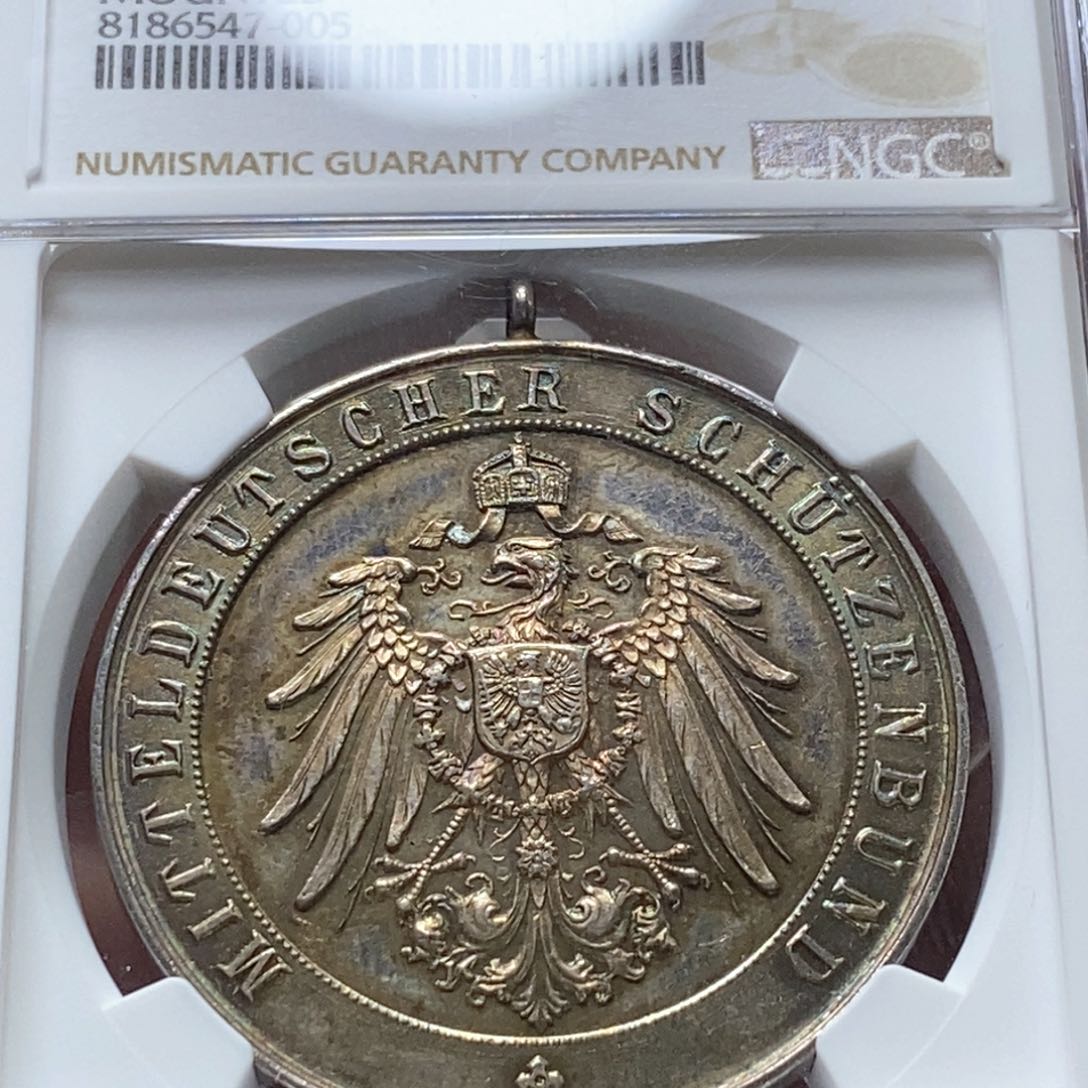 8186547-005
NUMISMATIC GUARANTY COMPANY
NGC®
MITTELDEUTSCHER SCHÜTZENBUND